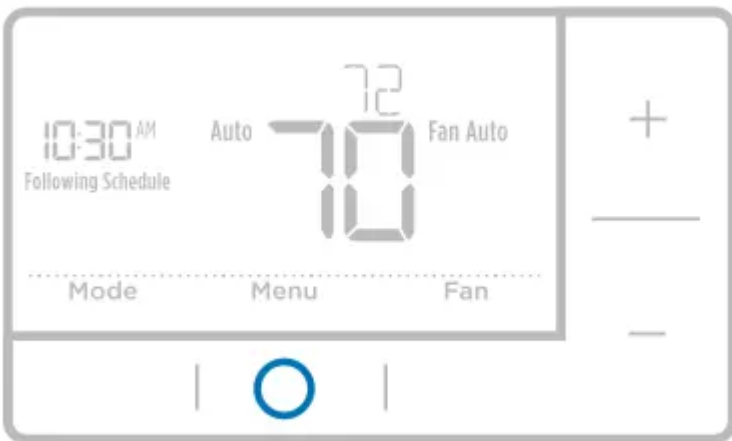 72
10:30 AM
Auto
70
Fan Auto
Following Schedule
Mode
Menu
Fan
+
−